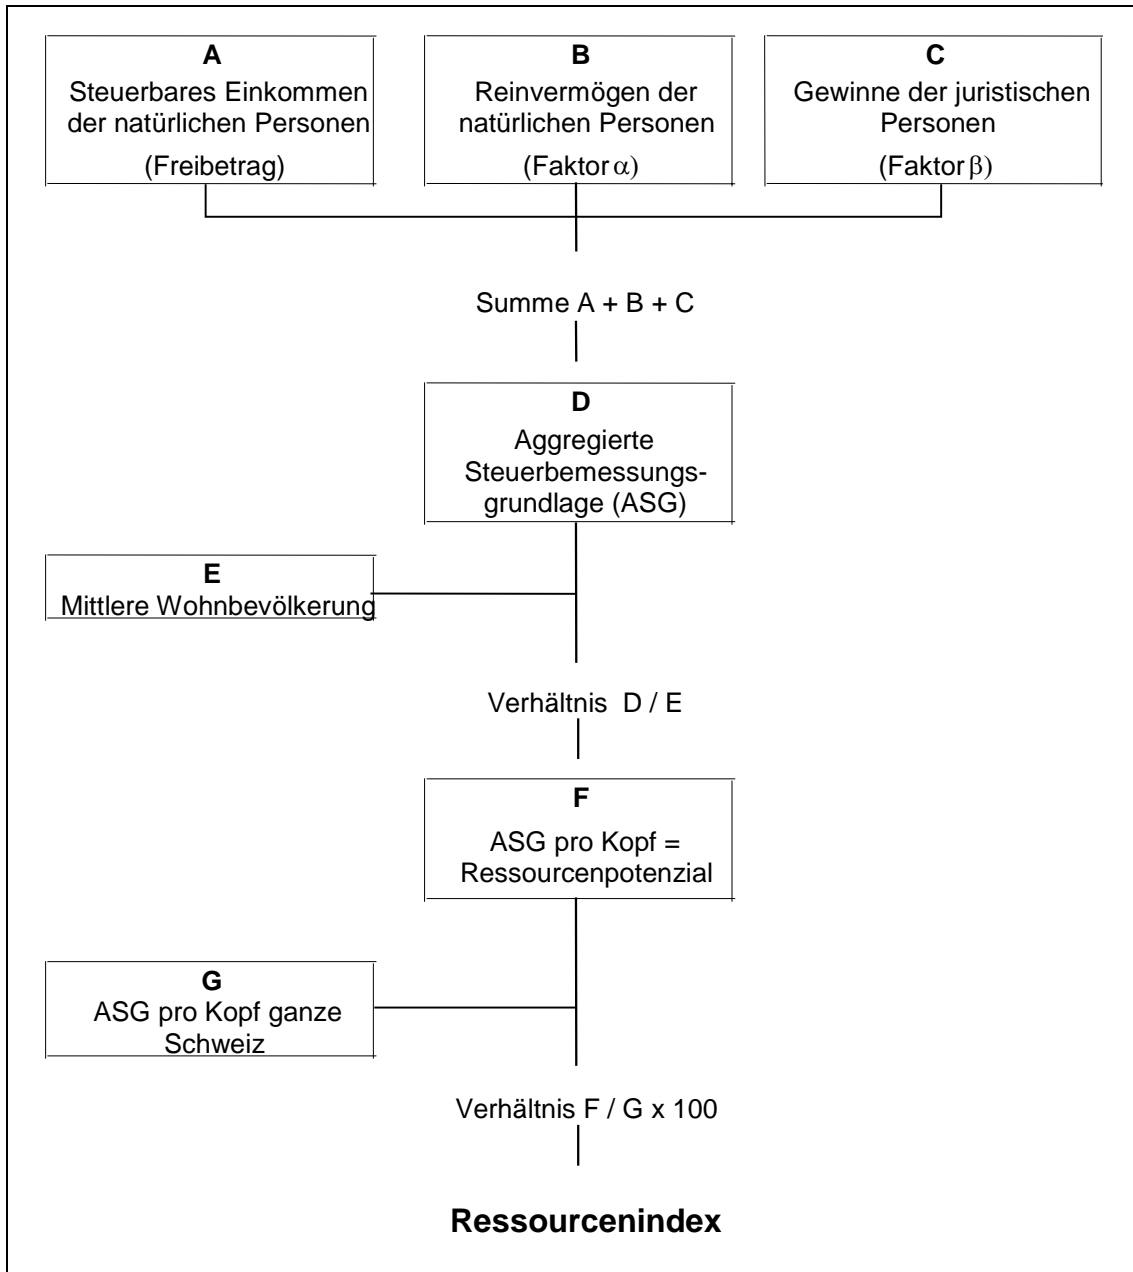 A
Steuerbares Einkommen
der natürlichen Personen
(Freibetrag)
B
Reinvermögen der
natürlichen Personen
(Faktor α)
C
Gewinne der juristischen
Personen
(Faktor β)
Summe A + B + C
D
Aggregierte
Steuerbemessungs-
grundlage (ASG)
E
Mittlere Wohnbevölkerung
Verhältnis D / E
F
ASG pro Kopf =
Ressourcenpotenzial
G
ASG pro Kopf ganze
Schweiz
Verhältnis F / G x 100
Ressourcenindex